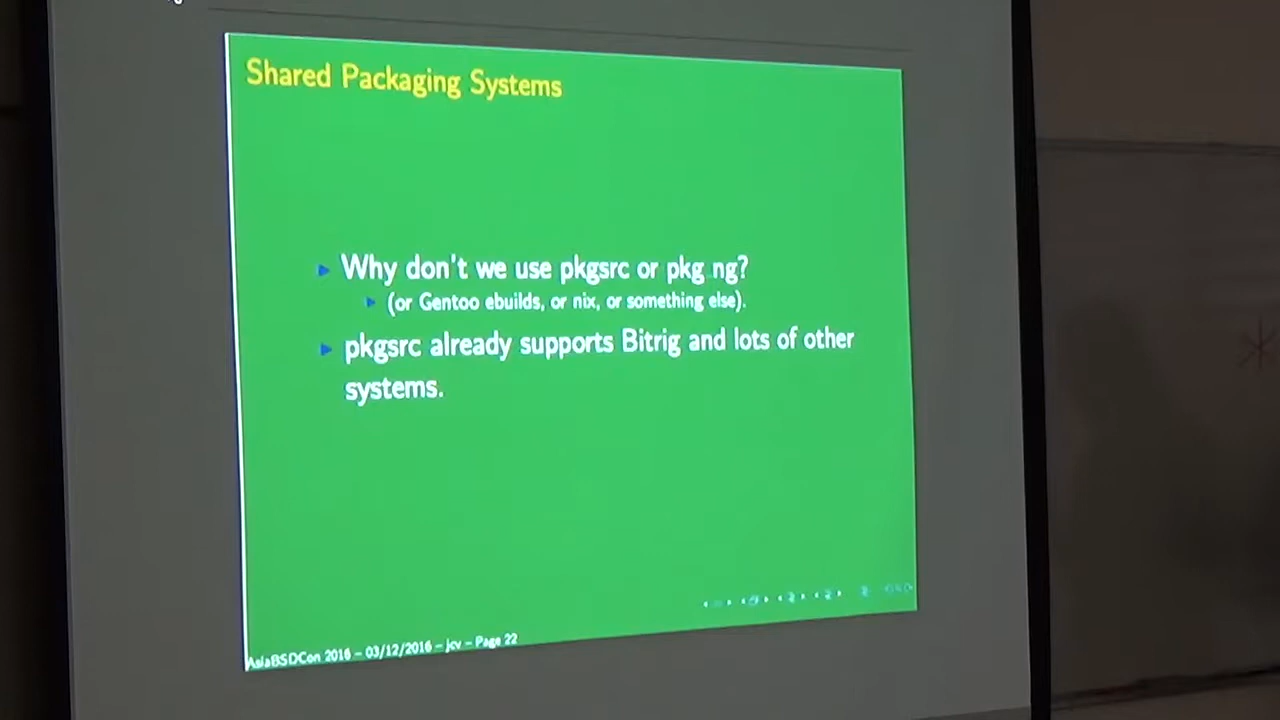 Shared Packaging Systems
Why don't we use pkgsrc or pkg ng?
(or Gentoo ebuilds, or nix, or something else).
pkgsrc already supports Bitrig and lots of other
systems.
AsiaBSDCon 2016 – 03/12/2016 – jcv – Page 22